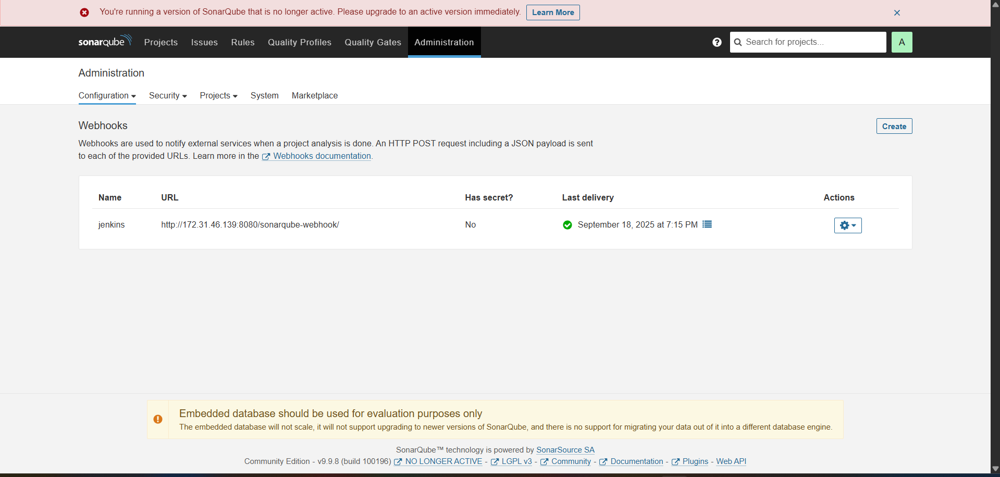 You're running a version of SonarQube that is no longer active. Please upgrade to an active version immediately. Learn More
sonarqube Projects Issues Rules Quality Profiles Quality Gates Administration Search for projects... A
Administration
Configuration Security Projects System Marketplace
Webhooks Create
Webhooks are used to notify external services when a project analysis is done. An HTTP POST request including a JSON payload is sent
to each of the provided URLs. Learn more in the Webhooks documentation.
Name URL Has secret? Last delivery Actions
jenkins http://172.31.46.139:8080/sonarqube-webhook/ No September 18, 2025 at 7:15 PM
Embedded database should be used for evaluation purposes only
The embedded database will not scale, it will not support upgrading to newer versions of SonarQube, and there is no support for migrating your data out of it into a different database engine.
SonarQube™ technology is powered by SonarSource SA
Community Edition - v9.9.8 (build 100196) NO LONGER ACTIVE - LGPL v3 - Community - Documentation - Plugins - Web API